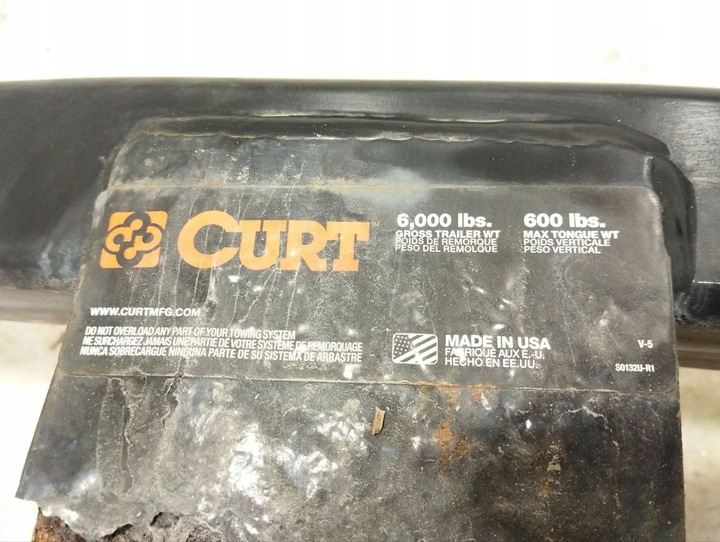 CURT™
6,000 lbs.
GROSS TRAILER WT
POIDS DE REMORQUE
PESO DEL REMOLQUE
600 lbs.
MAX TONGUE WT
POIDS VERTICALE
PESO VERTICAL
WWW.CURTMFG.COM
DO NOT OVERLOAD ANY PART OF YOUR TOWING SYSTEM
NE SURCHARGEZ JAMAIS UNE PARTIE DE VOTRE SYSTEME DE REMORQUAGE
NUNCA SOBRECARGUE NINGUNA PARTE DE SU SISTEMA DE ARRASTRE
MADE IN USA
FABRIQUE AUX E.-U.
HECHO EN EE.UU.
V-5
S0132U-R1